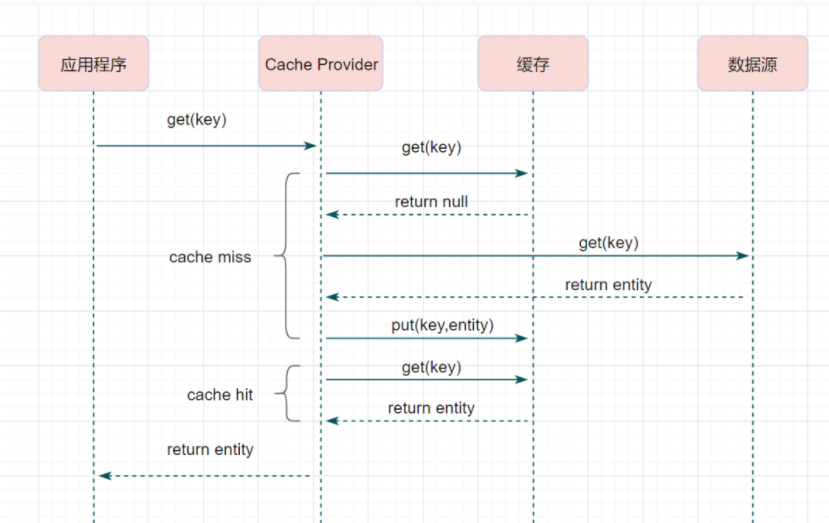 应用程序
Cache Provider
缓存
数据源
get(key)
get(key)
return null
get(key)
cache miss
return entity
put(key,entity)
get(key)
cache hit
return entity
return entity